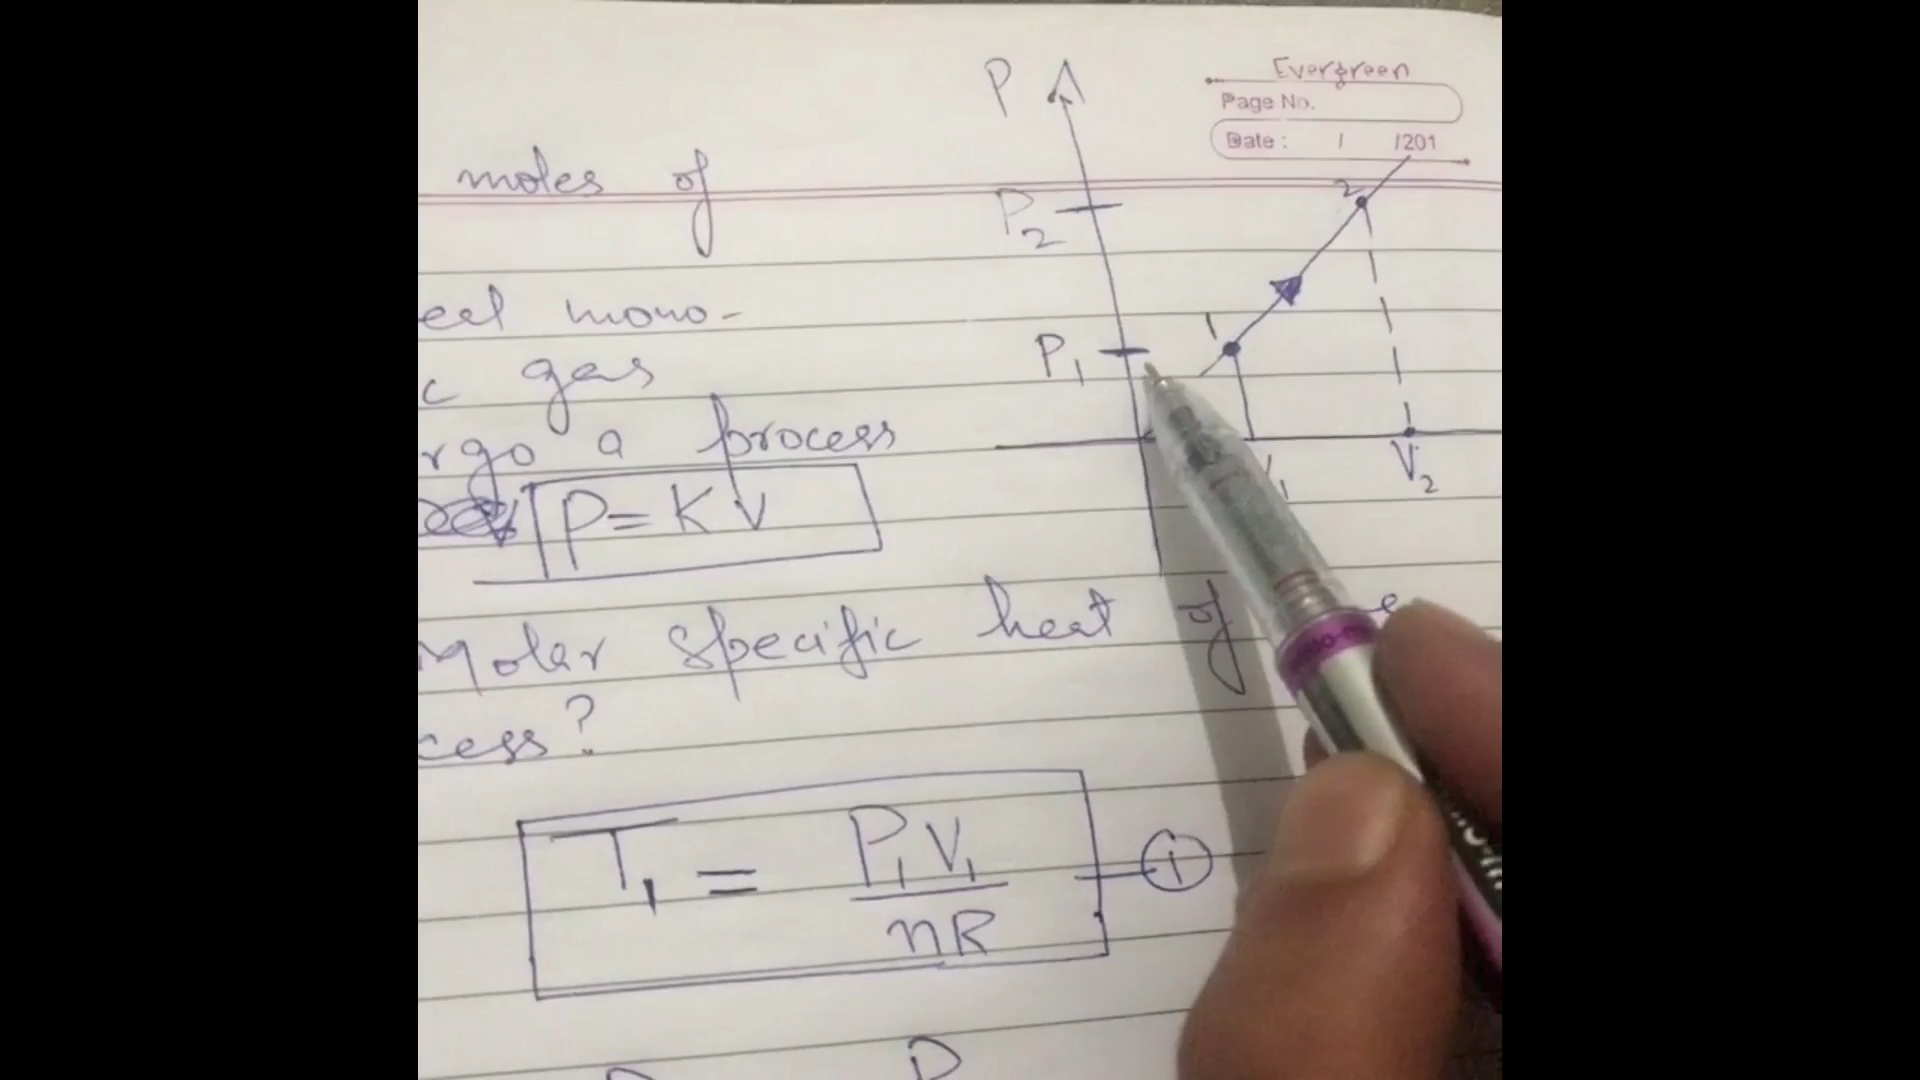 P
Evergreen
Page No.
Date : / /201
moles of
P2
2
eal mono-
c gas
P1
1
rgo a process
V2
P = KV
Molar specific heat of
cess?
T1 = P1V1 / nR — 1